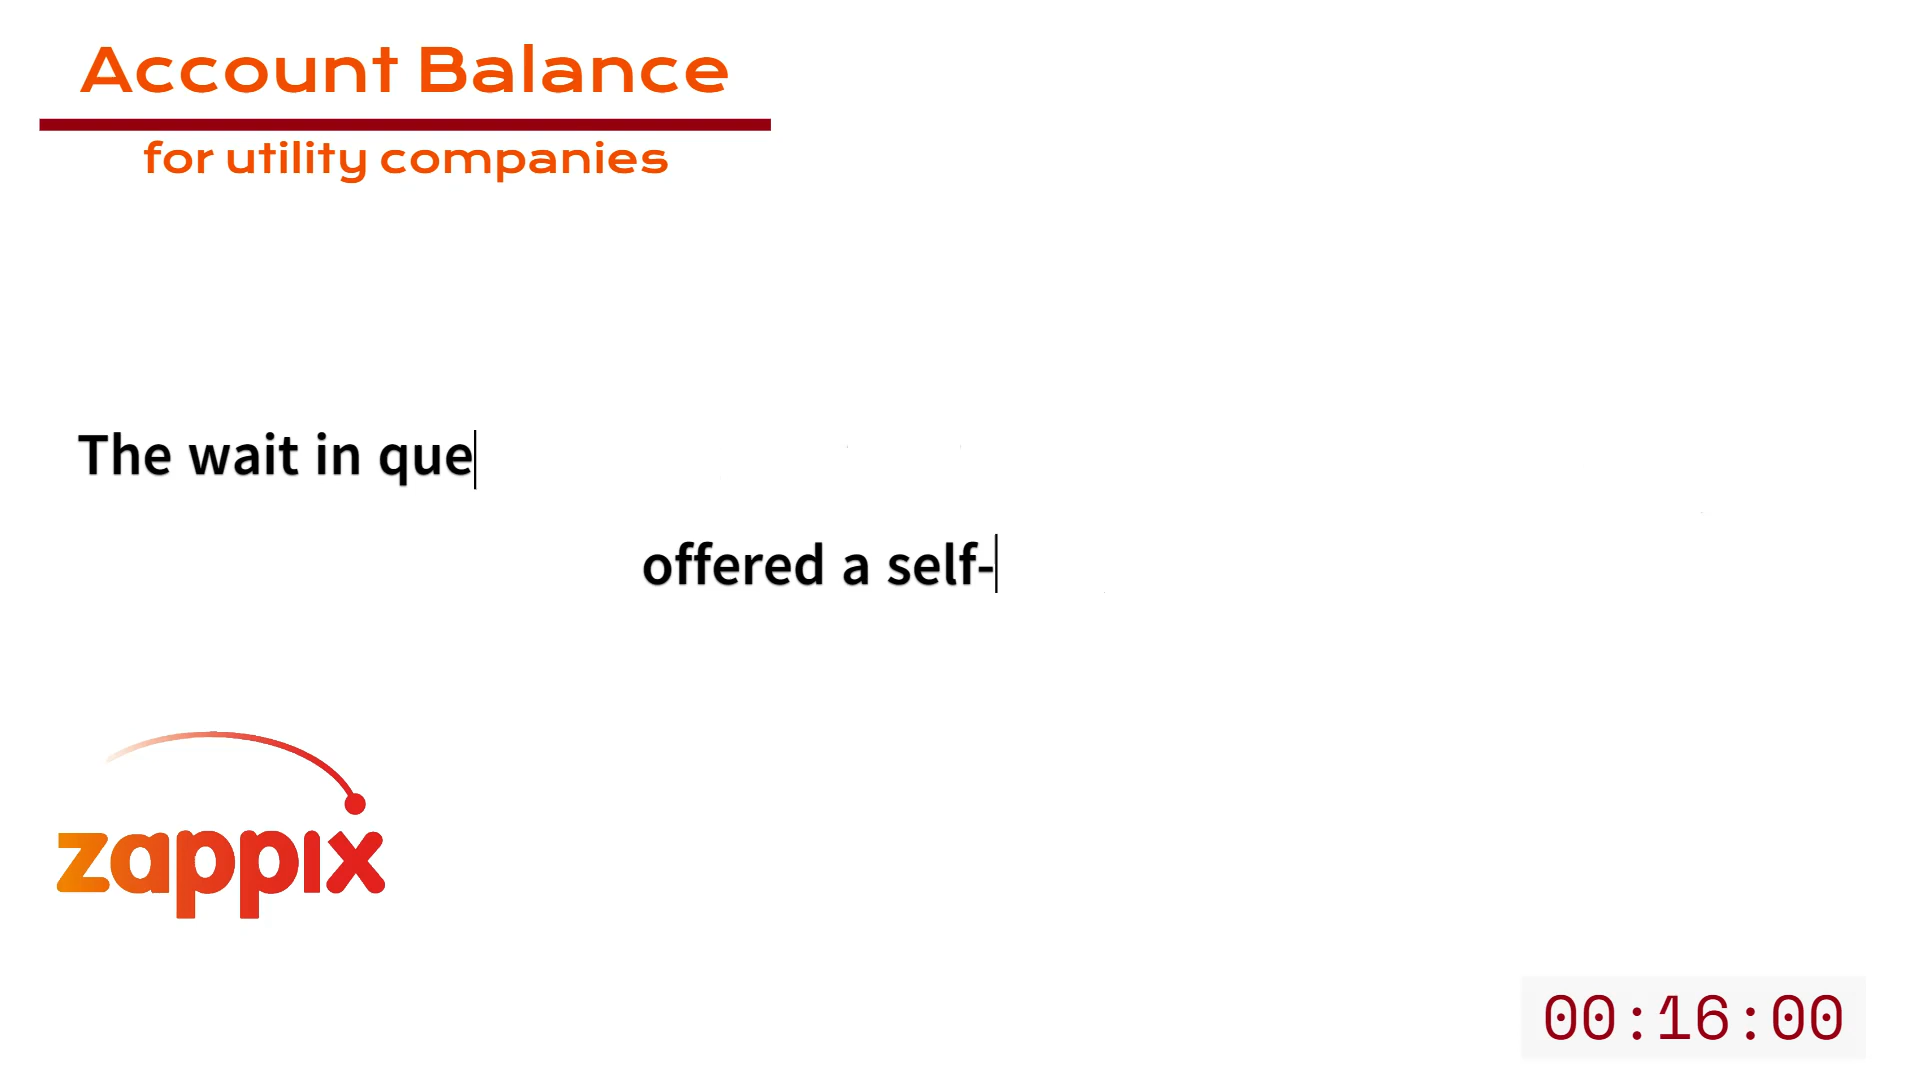 Account Balance
for utility companies
The wait in que
offered a self-
zappix
00:16:00